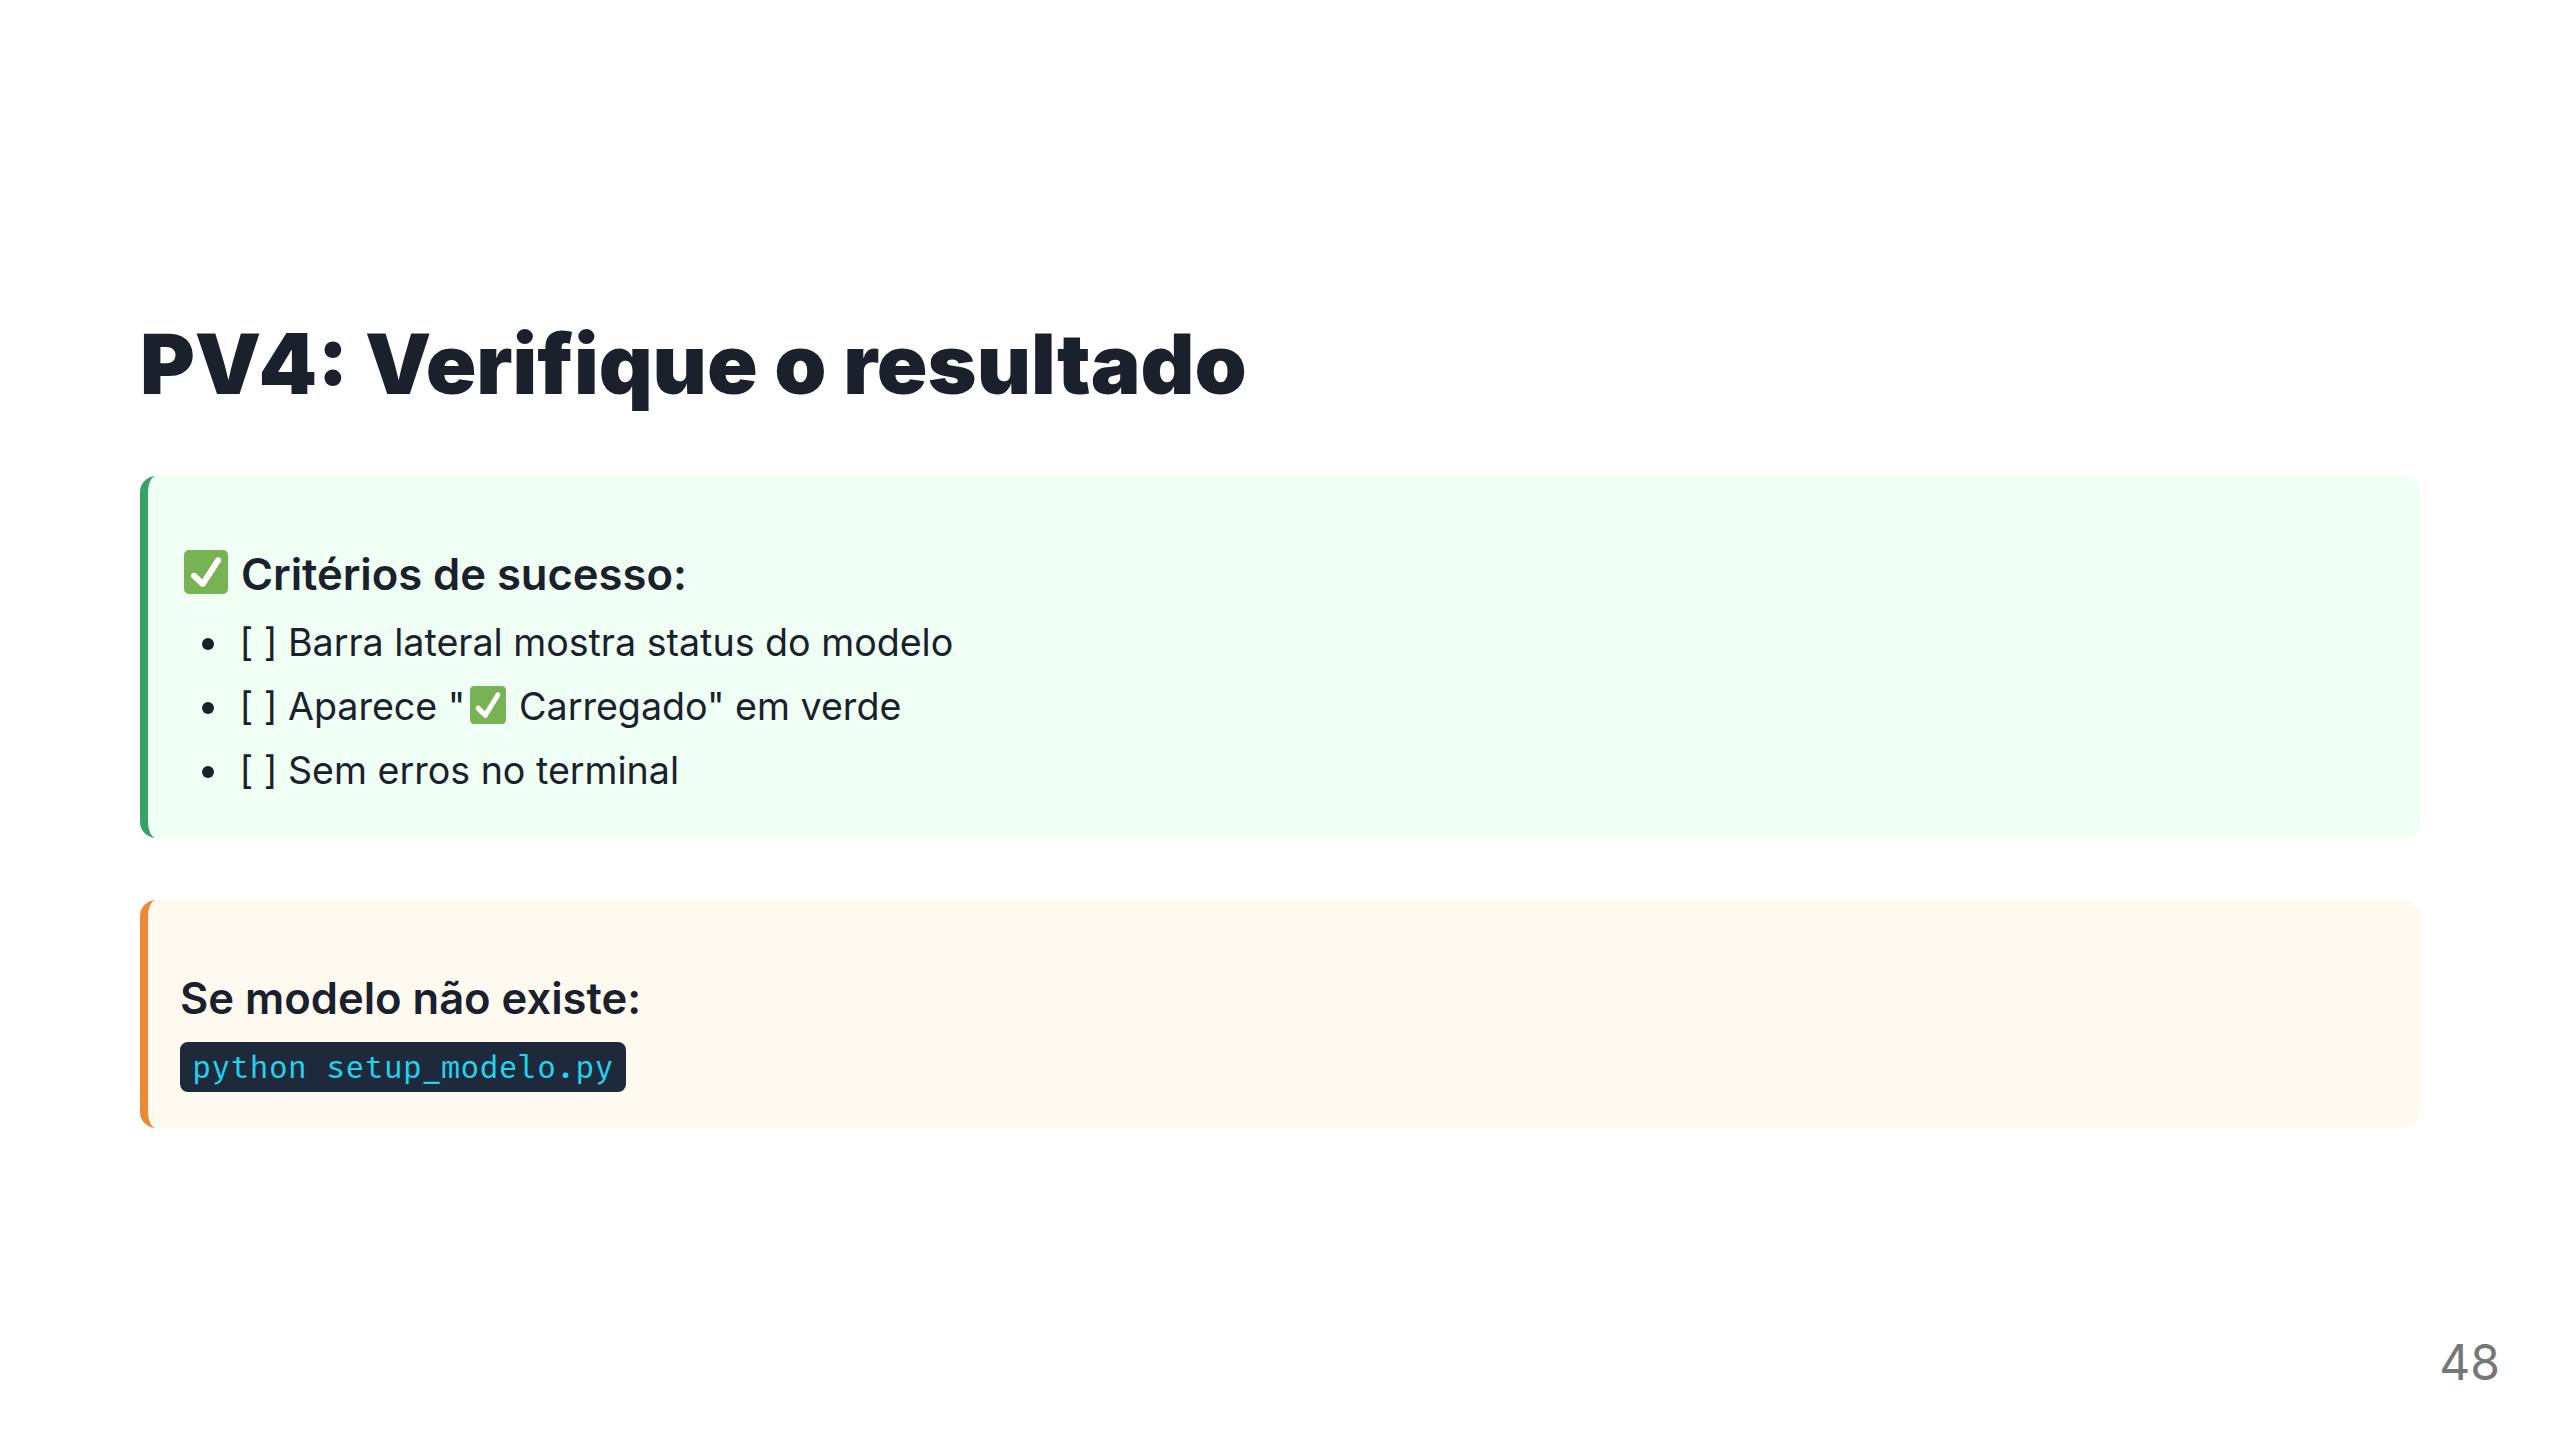 PV4: Verifique o resultado
✅ Critérios de sucesso:
• [ ] Barra lateral mostra status do modelo
• [ ] Aparece "✅ Carregado" em verde
• [ ] Sem erros no terminal
Se modelo não existe:
python setup_modelo.py
48